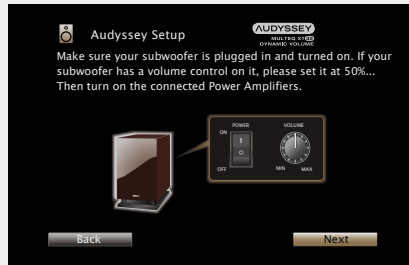 Audyssey Setup
AUDYSSEY
MULTEQ XT32
DYNAMIC VOLUME
Make sure your subwoofer is plugged in and turned on. If your
subwoofer has a volume control on it, please set it at 50%...
Then turn on the connected Power Amplifiers.
POWER
VOLUME
ON
OFF
MIN
MAX
Back
Next